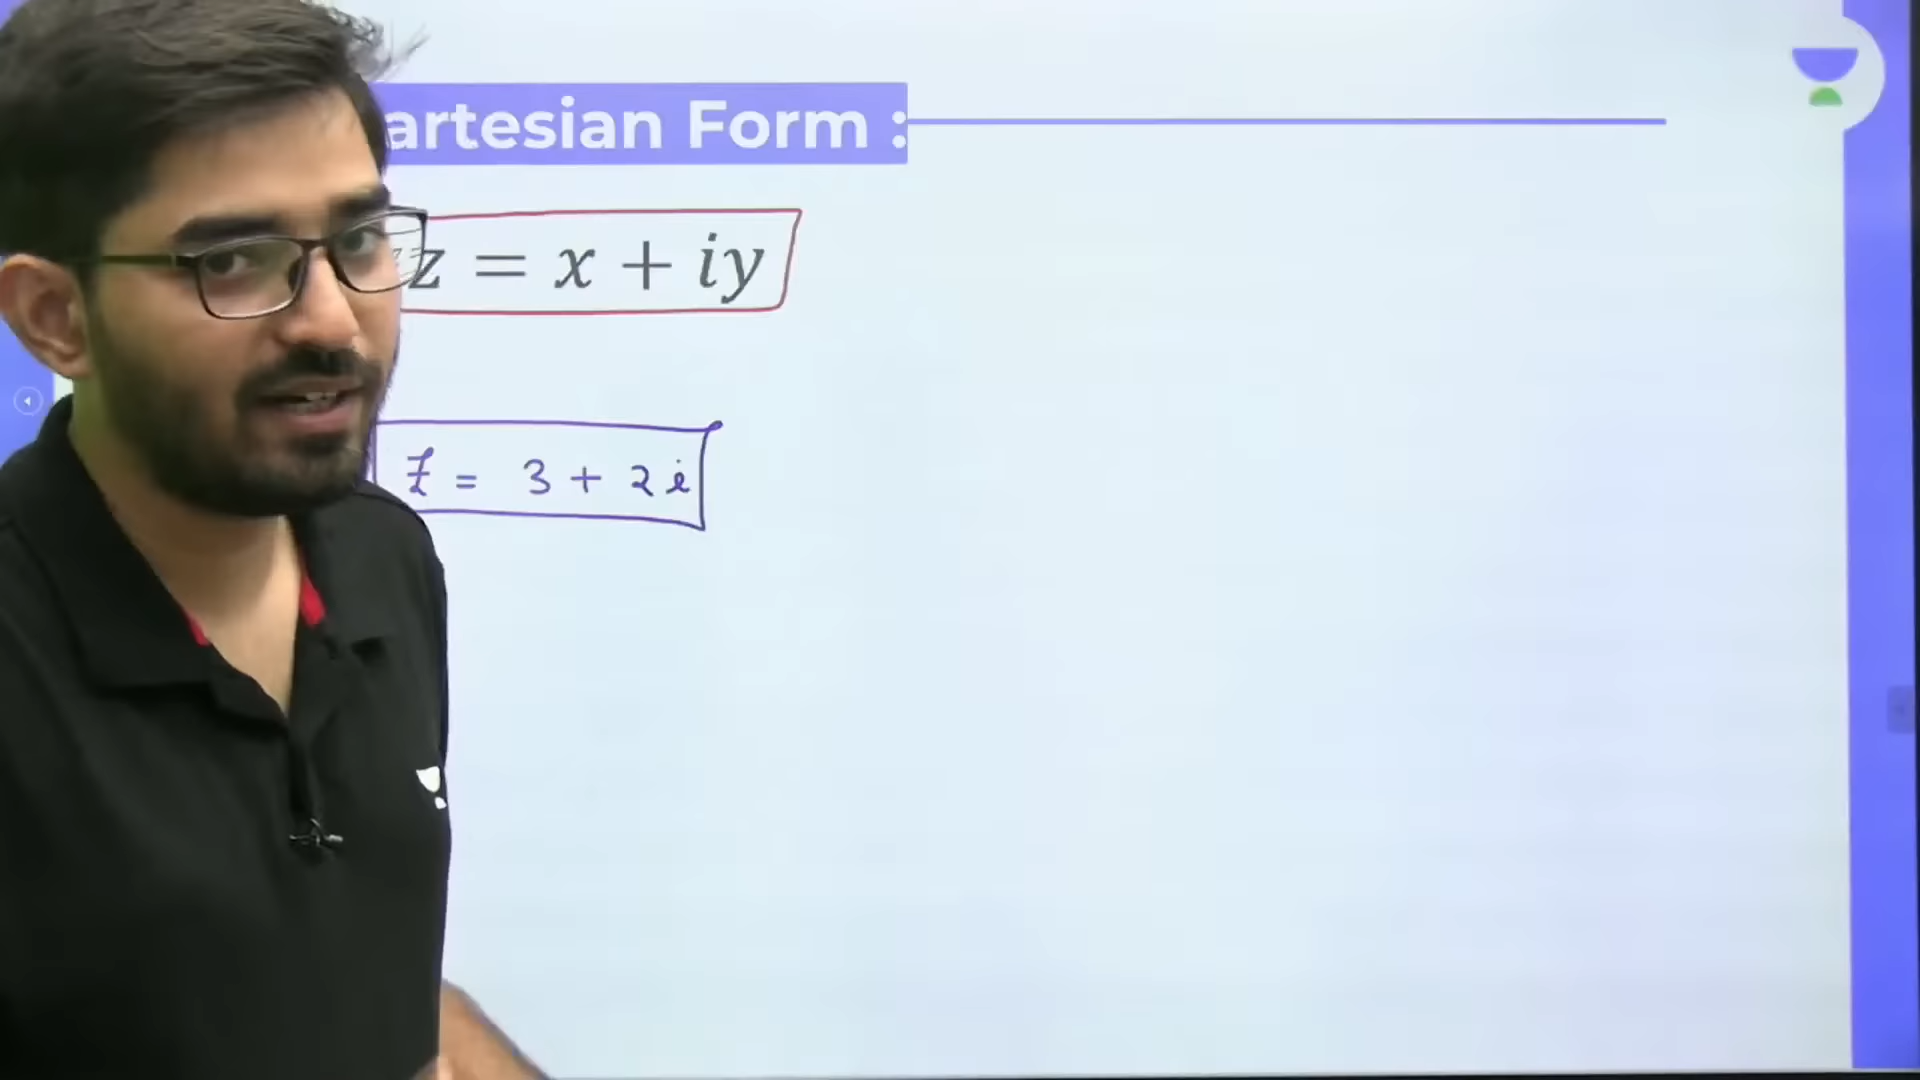 artesian Form :
z = x + iy
z = 3 + 2i